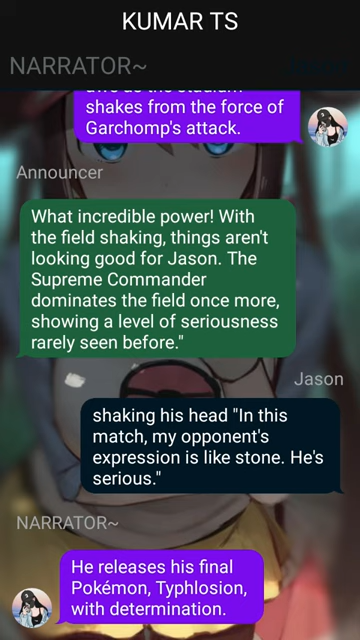 KUMAR TS
NARRATOR~
shakes from the force of
Garchomp's attack.
Announcer
What incredible power! With
the field shaking, things aren't
looking good for Jason. The
Supreme Commander
dominates the field once more,
showing a level of seriousness
rarely seen before."
Jason
shaking his head "In this
match, my opponent's
expression is like stone. He's
serious."
NARRATOR~
He releases his final
Pokémon, Typhlosion,
with determination.